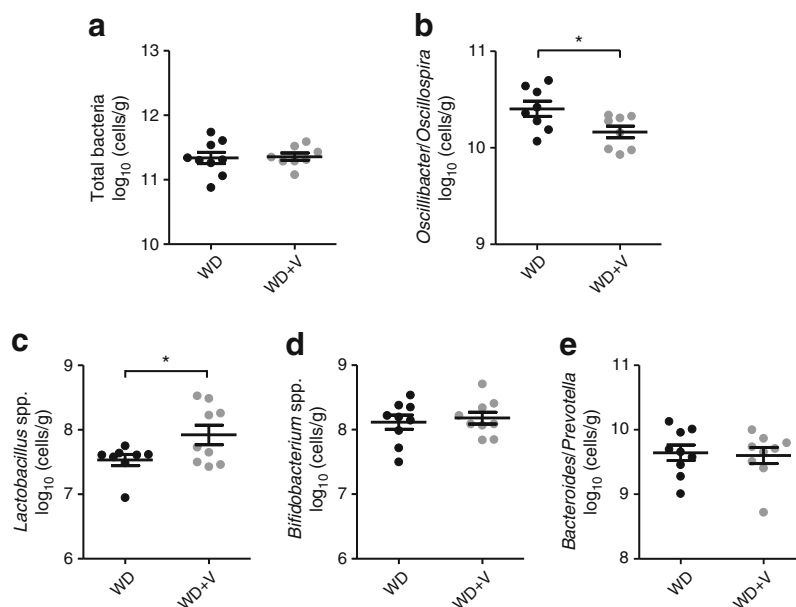 a
Total bacteria
log10 (cells/g)
13
12
11
10
WD
WD+V
b
Oscillibacter/Oscillospira
log10 (cells/g)
11
10
9
*
WD
WD+V
c
Lactobacillus spp.
log10 (cells/g)
9
8
7
6
*
WD
WD+V
d
Bifidobacterium spp.
log10 (cells/g)
9
8
7
6
WD
WD+V
e
Bacteroides/Prevotella
log10 (cells/g)
11
10
9
8
WD
WD+V